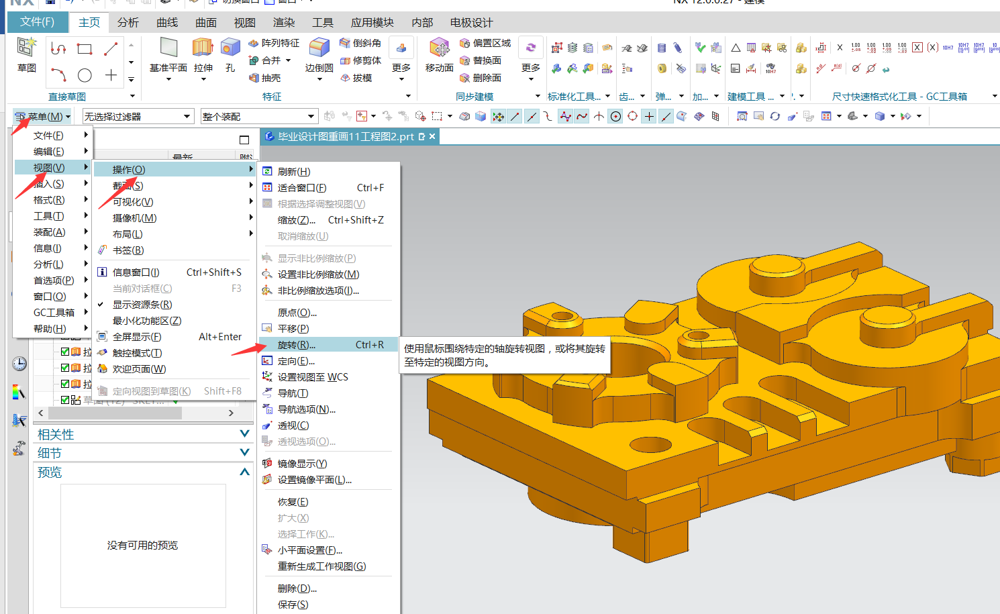 NX
切换窗口
窗口
NX 12.0.0.27 - 建模
文件(F)
主页
分析
曲线
曲面
视图
渲染
工具
应用模块
内部
电极设计
草图
直接草图
基准平面
拉伸
孔
阵列特征
合并
抽壳
边倒圆
倒斜角
修剪体
拔模
更多
特征
移动面
偏置区域
替换面
删除面
更多
同步建模
标准化工具...
齿...
弹...
加...
建模工具 ...
尺寸快速格式化工具 - GC工具箱
菜单(M)
无选择过滤器
整个装配
毕业设计图重画11工程图2.prt
最新
文件(F)
编辑(E)
视图(V)
插入(S)
格式(R)
工具(T)
装配(A)
信息(I)
分析(L)
首选项(P)
窗口(O)
GC工具箱
帮助(H)
操作(O)
截面(S)
可视化(V)
摄像机(M)
布局(L)
书签(B)
信息窗口(I) Ctrl+Shift+S
当前对话框(C) F3
显示资源条(R)
最小化功能区(Z)
全屏显示(F) Alt+Enter
触控模式(T)
欢迎页面(W)
定向视图到草图(K) Shift+F8
刷新(H)
适合窗口(F) Ctrl+F
根据选择调整视图(V)
缩放(Z)... Ctrl+Shift+Z
取消缩放(U)
显示非比例缩放(P)
设置非比例缩放(M)
非比例缩放选项(I)...
原点(O)...
平移(P)
旋转(R)... Ctrl+R
定向(E)...
设置视图至 WCS
导航(T)
导航选项(N)...
透视(C)
透视选项(O)...
镜像显示(Y)
设置镜像平面(L)...
恢复(E)
扩大(X)
选择工作(K)...
小平面设置(F)...
重新生成工作视图(G)
删除(D)...
保存(S)
使用鼠标围绕特定的轴旋转视图，或将其旋转
至特定的视图方向。
拉
拉
拉
相关性
细节
预览
没有可用的预览